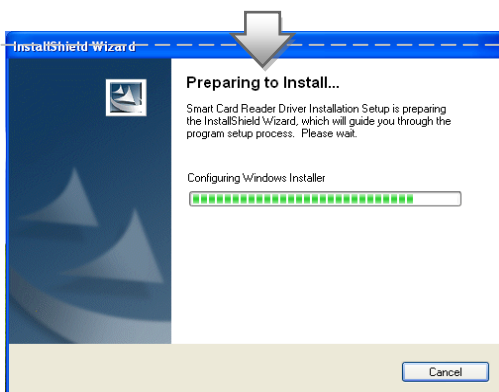 InstallShield Wizard
Preparing to Install...
Smart Card Reader Driver Installation Setup is preparing
the InstallShield Wizard, which will guide you through the
program setup process. Please wait.
Configuring Windows Installer
Cancel